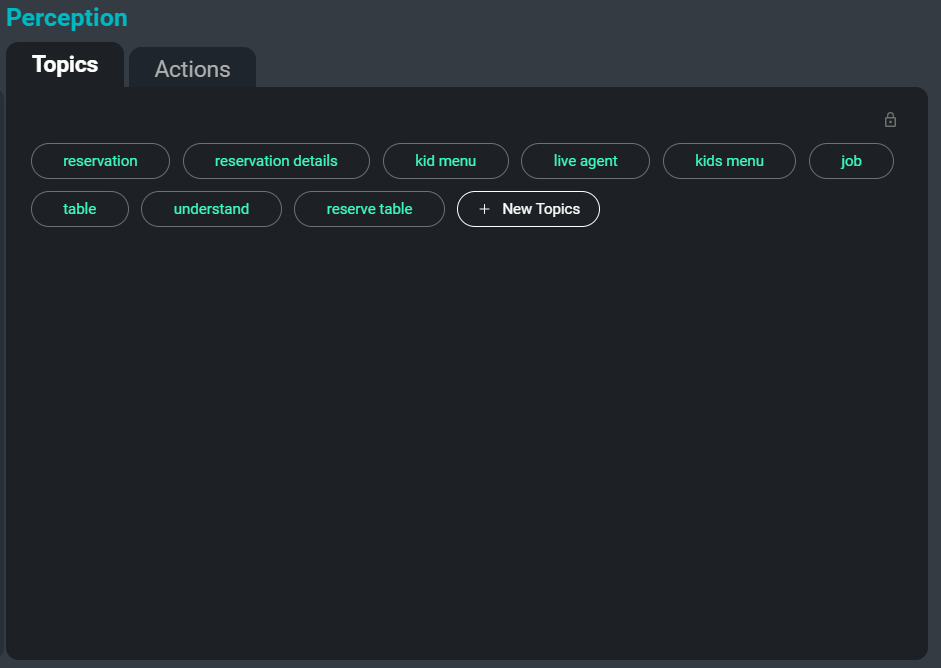 Perception
Topics Actions
reservation reservation details kid menu live agent kids menu job
table understand reserve table + New Topics